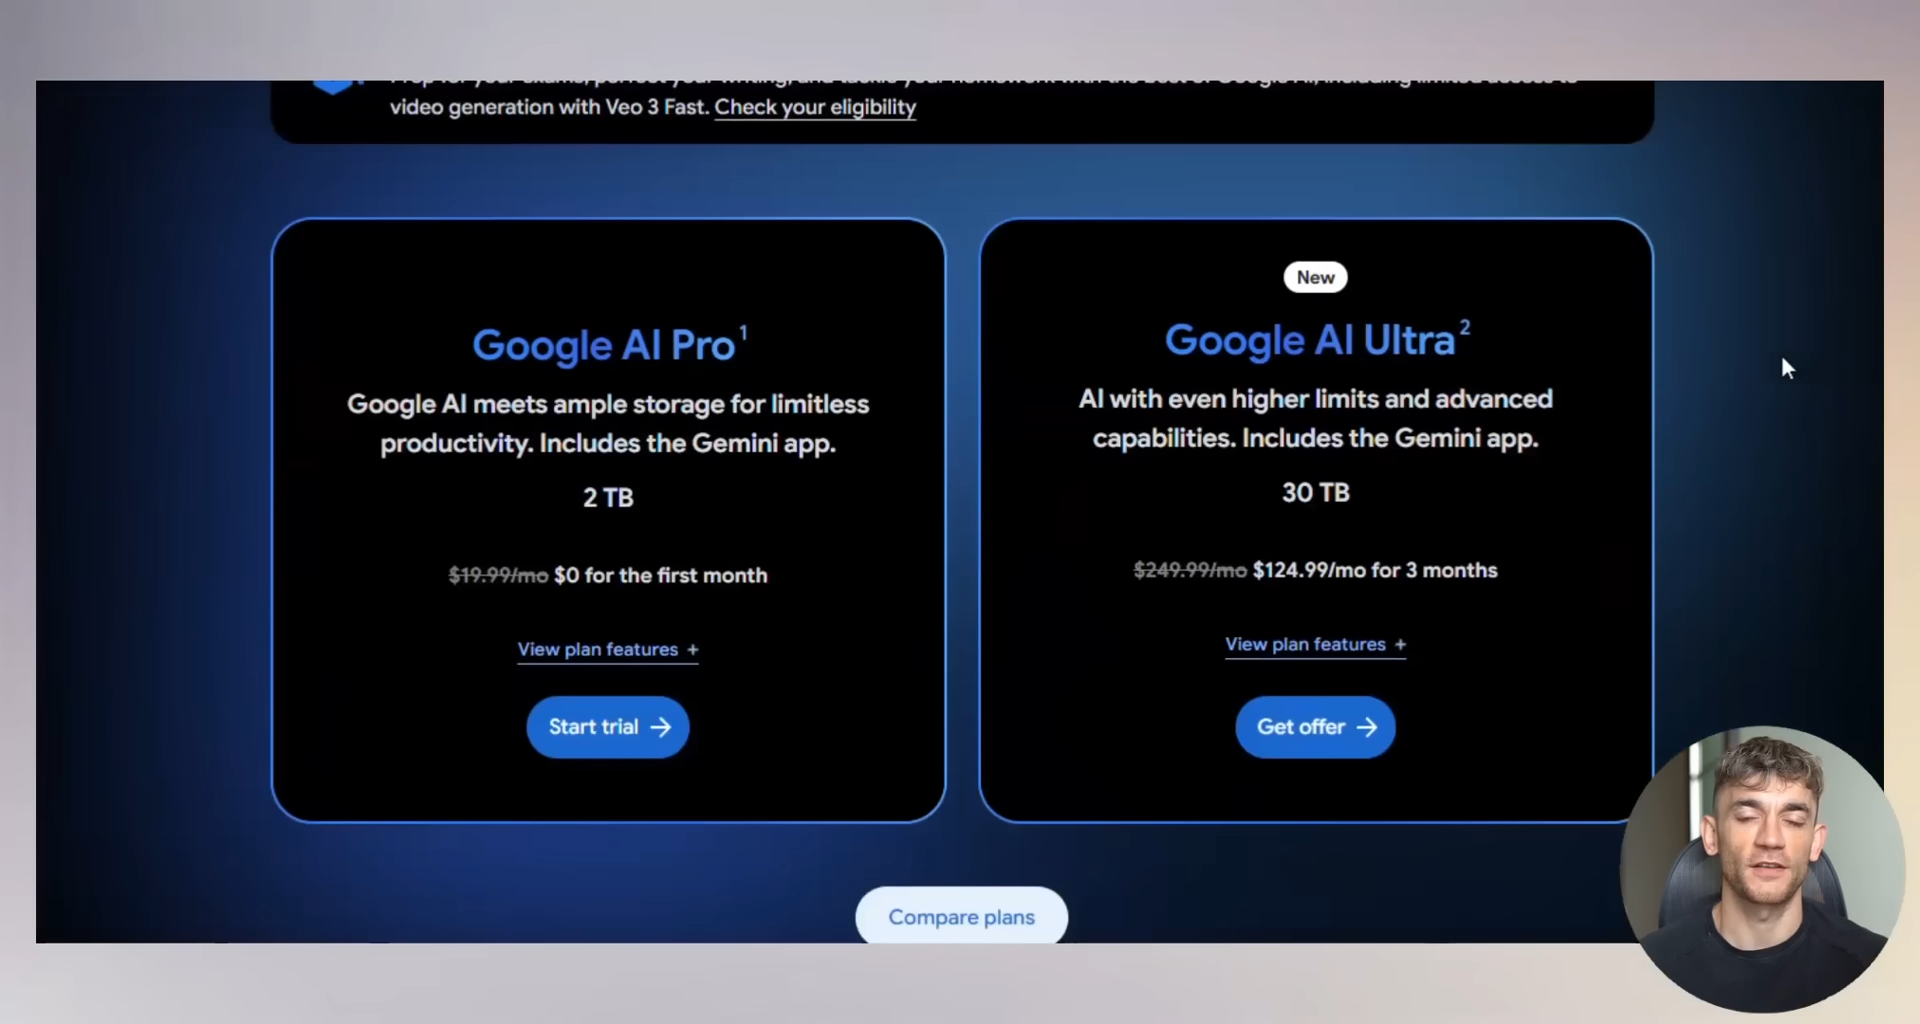 video generation with Veo 3 Fast. Check your eligibility
New
Google AI Pro¹
Google AI meets ample storage for limitless
productivity. Includes the Gemini app.
2 TB
$19.99/mo $0 for the first month
View plan features +
Start trial →
Google AI Ultra²
AI with even higher limits and advanced
capabilities. Includes the Gemini app.
30 TB
$249.99/mo $124.99/mo for 3 months
View plan features +
Get offer →
Compare plans